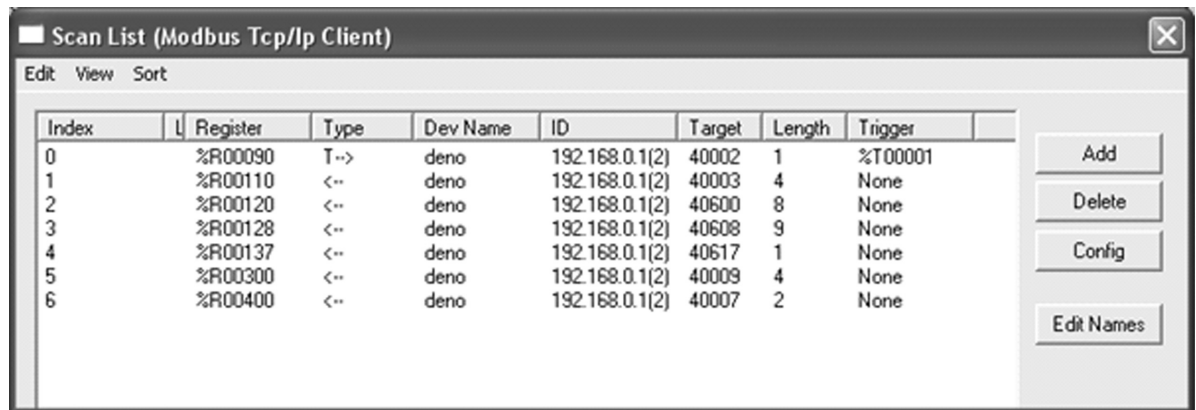 Scan List (Modbus Tcp/Ip Client)
Edit View Sort
Index L Register Type Dev Name ID Target Length Trigger
0 %R00090 T--> deno 192.168.0.1(2) 40002 1 %T00001
1 %R00110 <-- deno 192.168.0.1(2) 40003 4 None
2 %R00120 <-- deno 192.168.0.1(2) 40600 8 None
3 %R00128 <-- deno 192.168.0.1(2) 40608 9 None
4 %R00137 <-- deno 192.168.0.1(2) 40617 1 None
5 %R00300 <-- deno 192.168.0.1(2) 40009 4 None
6 %R00400 <-- deno 192.168.0.1(2) 40007 2 None
Add
Delete
Config
Edit Names